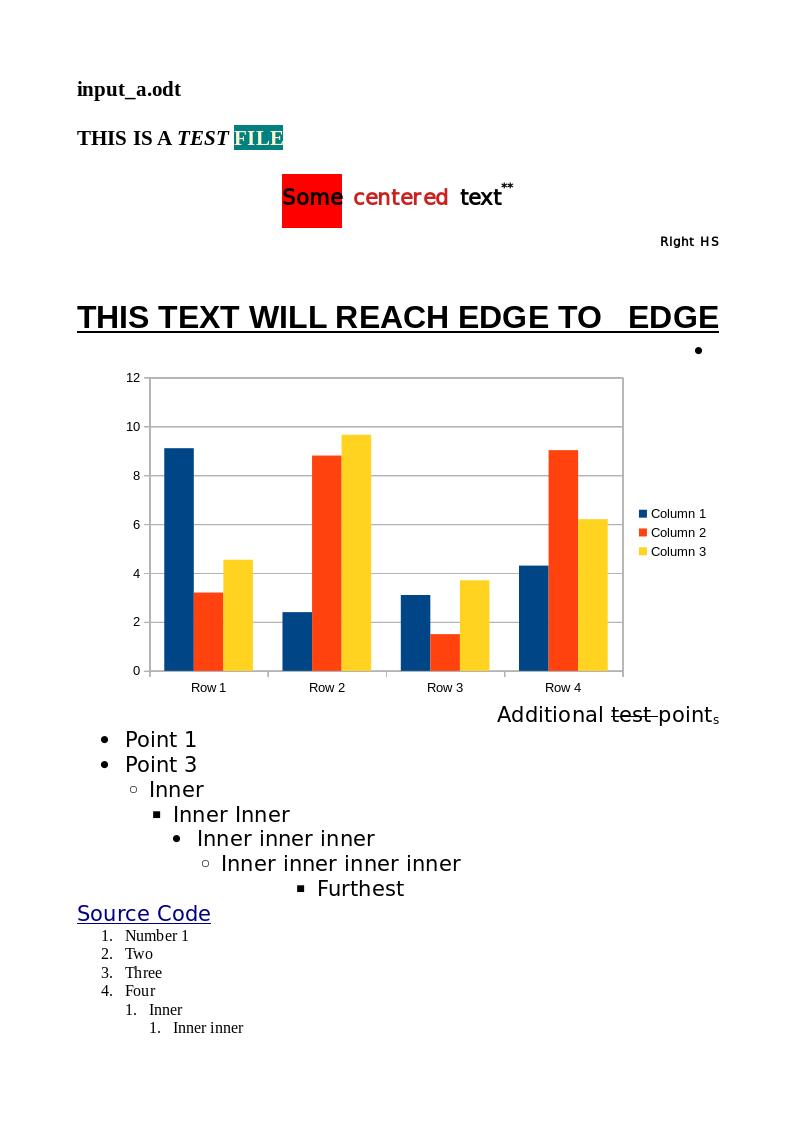 input_a.odt
THIS IS A TEST FILE
Some centered text**
Right HS
THIS TEXT WILL REACH EDGE TO EDGE
•
12
10
8
6
4
2
0
Row 1 Row 2 Row 3 Row 4
Column 1
Column 2
Column 3
Additional test points
• Point 1
• Point 3
○ Inner
▪ Inner Inner
• Inner inner inner
○ Inner inner inner inner
▪ Furthest
Source Code
1. Number 1
2. Two
3. Three
4. Four
1. Inner
1. Inner inner